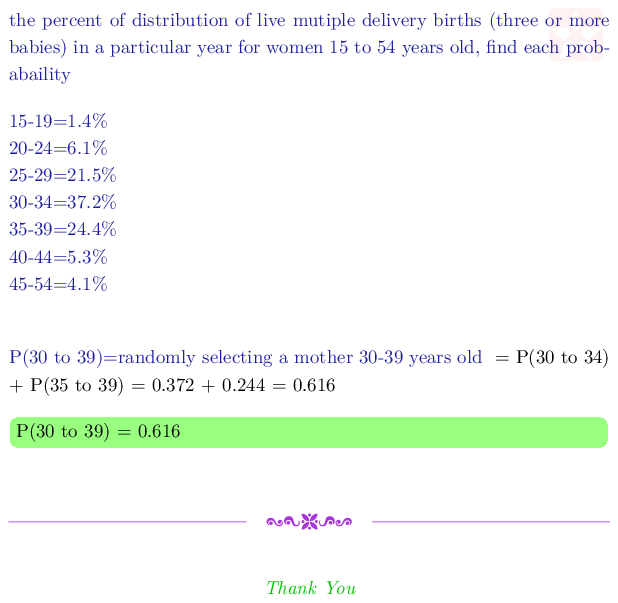 the percent of distribution of live mutiple delivery births (three or more
babies) in a particular year for women 15 to 54 years old, find each prob-
abaility
15-19=1.4%
20-24=6.1%
25-29=21.5%
30-34=37.2%
35-39=24.4%
40-44=5.3%
45-54=4.1%
P(30 to 39)=randomly selecting a mother 30-39 years old = P(30 to 34)
+ P(35 to 39) = 0.372 + 0.244 = 0.616
P(30 to 39) = 0.616
Thank You